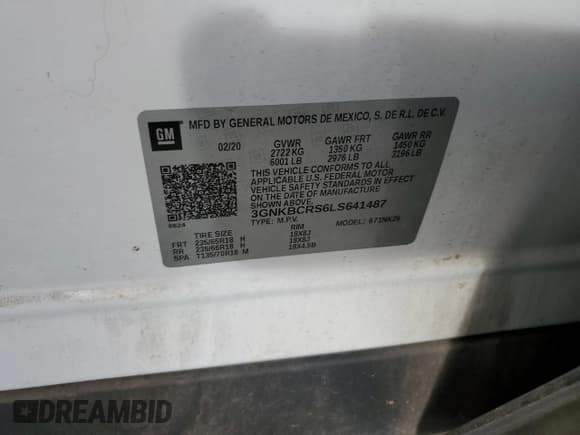 GM
MFD BY GENERAL MOTORS DE MEXICO, S. DE R.L. DE C.V.
02/20 GVWR GAWR FRT GAWR RR
2722 KG 1350 KG 1450 KG
6001 LB 2976 LB 3196 LB
THIS VEHICLE CONFORMS TO ALL
APPLICABLE U.S. FEDERAL MOTOR
VEHICLE SAFETY STANDARDS IN EFFECT
ON THE DATE OF MANUFACTURE
3GNKBCRS6LS641487
TYPE: M.P.V. MODEL: 671NK26
0824
TIRE SIZE RIM
FRT 235/65R18 H 18X8J
RR 235/65R18 H 18X8J
SPA T135/70R18 M 18X4.5B
DREAMBID